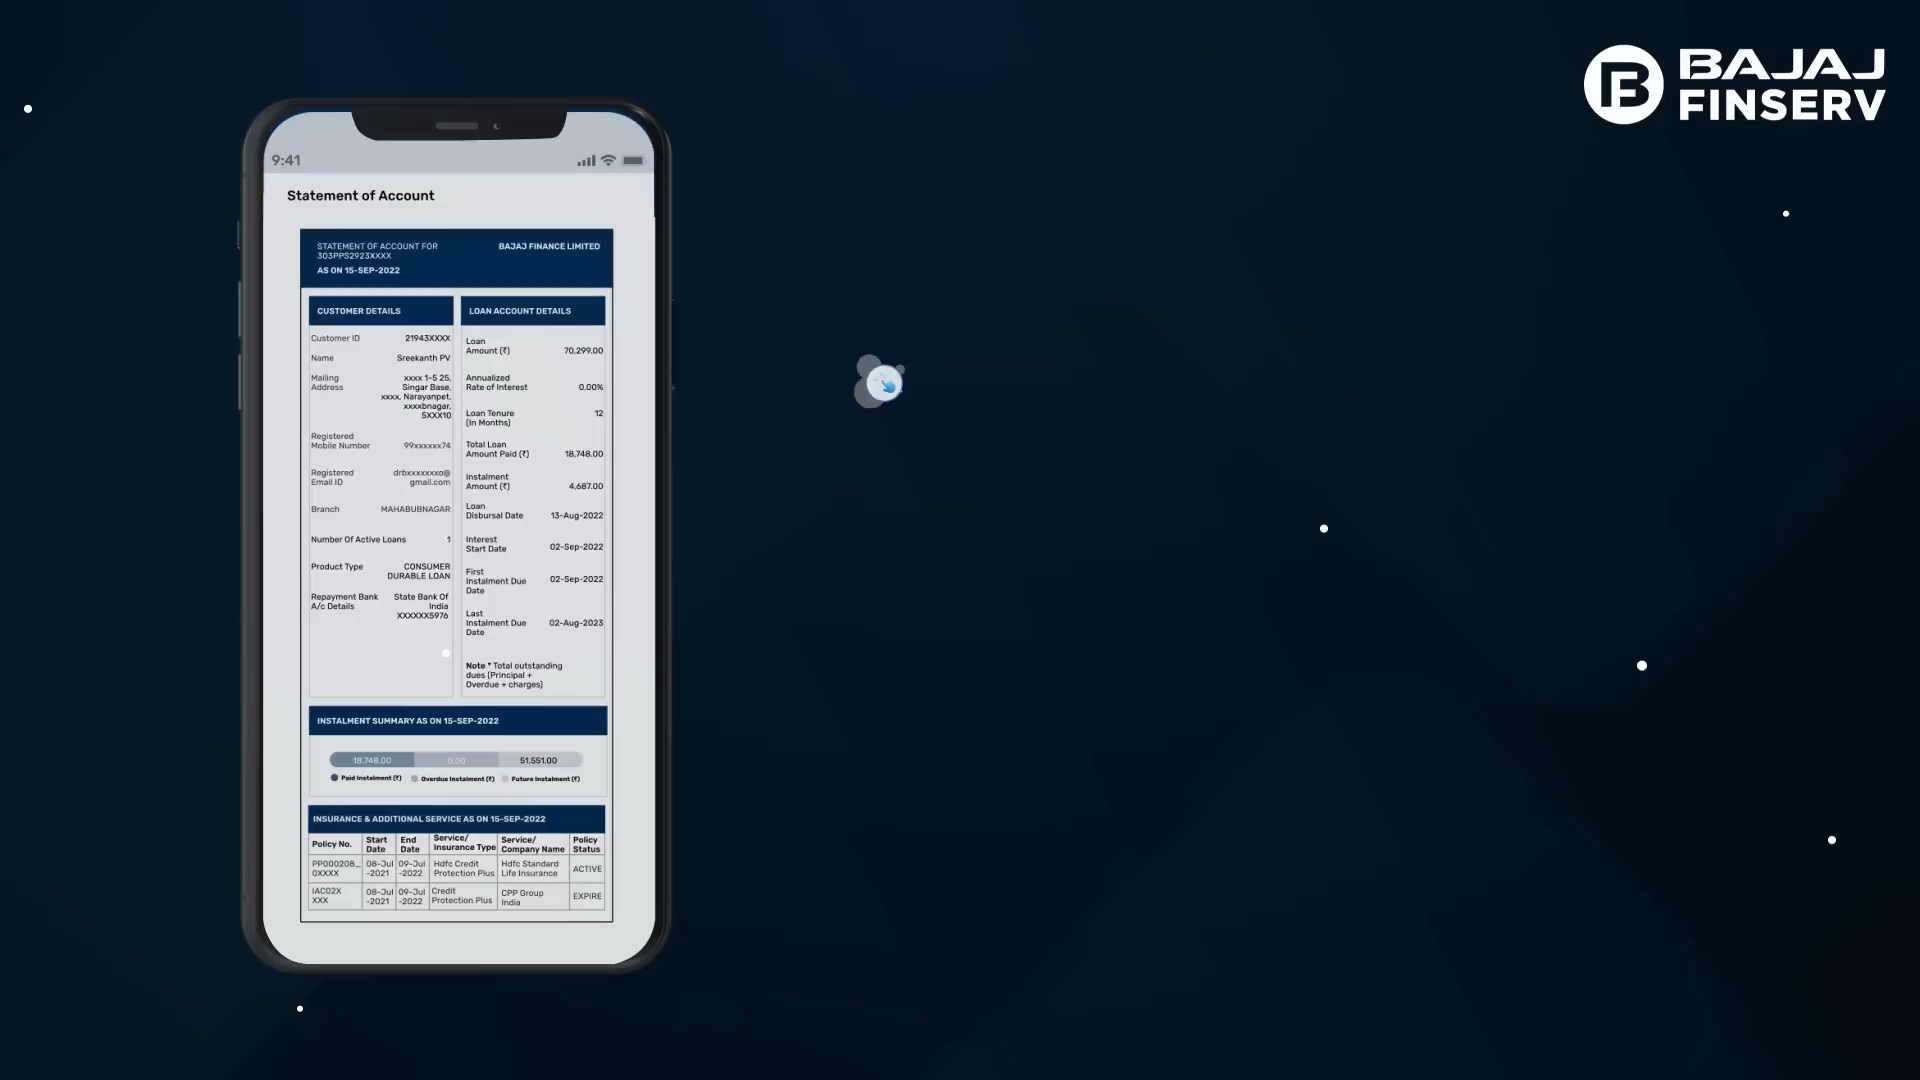 BAJAJ
FINSERV
9:41
Statement of Account
STATEMENT OF ACCOUNT FOR
303PPS2923XXXX
AS ON 15-SEP-2022
BAJAJ FINANCE LIMITED
CUSTOMER DETAILS
Customer ID 21943XXXX
Name Sreekanth PV
Mailing Address xxxx 1-5 25,
Singar Base,
xxxx, Narayanpet,
xxxxbnagar,
5XXX10
Registered
Mobile Number 99xxxxxx74
Registered drbxxxxxxxo@
Email ID gmail.com
Branch MAHABUBNAGAR
Number Of Active Loans 1
Product Type CONSUMER
DURABLE LOAN
Repayment Bank State Bank Of
A/c Details India
XXXXXX5976
LOAN ACCOUNT DETAILS
Loan
Amount (₹) 70,299.00
Annualized
Rate of Interest 0.00%
Loan Tenure 12
(In Months)
Total Loan
Amount Paid (₹) 18,748.00
Instalment
Amount (₹) 4,687.00
Loan
Disbursal Date 13-Aug-2022
Interest
Start Date 02-Sep-2022
First
Instalment Due 02-Sep-2022
Date
Last
Instalment Due 02-Aug-2023
Date
Note * Total outstanding
dues (Principal +
Overdue + charges)
INSTALMENT SUMMARY AS ON 15-SEP-2022
18,748.00 0.00 51,551.00
Paid Instalment (₹) Overdue Instalment (₹) Future Instalment (₹)
INSURANCE & ADDITIONAL SERVICE AS ON 15-SEP-2022
Policy No. Start Date End Date Service/ Insurance Type Service/ Company Name Policy Status
PP000208_ 08-Jul 09-Jul Hdfc Credit Hdfc Standard ACTIVE
0XXXX -2021 -2022 Protection Plus Life Insurance
IAC02X 08-Jul 09-Jul Credit CPP Group EXPIRE
XXX -2021 -2022 Protection Plus India